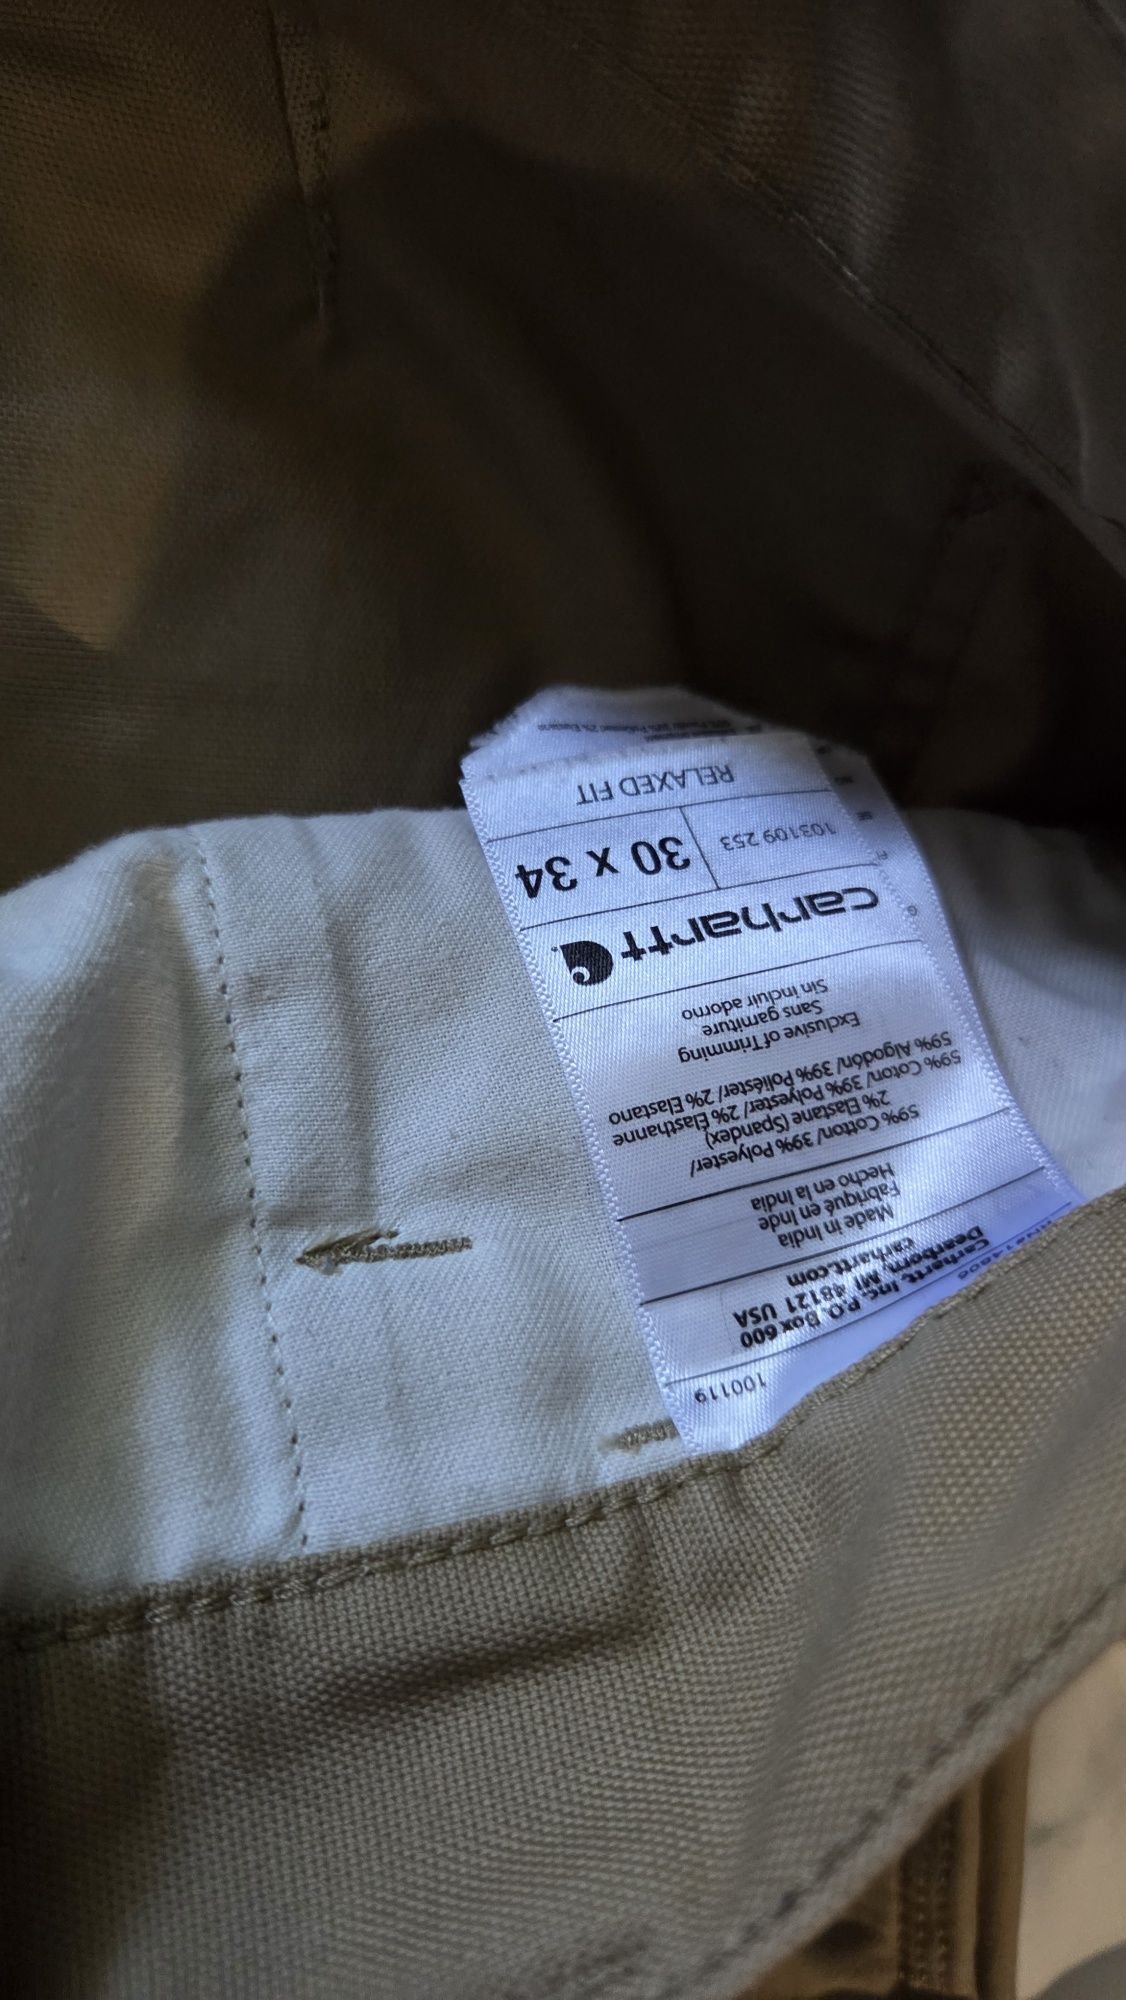 100119
Carhartt, Inc. P.O. Box 600
Dearborn, MI 48121 USA
carhartt.com
Made in India
Fabriqué en Inde
Hecho en la India
59% Cotton/ 39% Polyester/
2% Elastane (Spandex)
59% Coton/ 39% Polyester/ 2% Élasthanne
59% Algodón/ 39% Poliéster/ 2% Elastano
Exclusive of Trimming
Sans garniture
Sin incluir adorno
carhartt
103109 253
30 x 34
RELAXED FIT